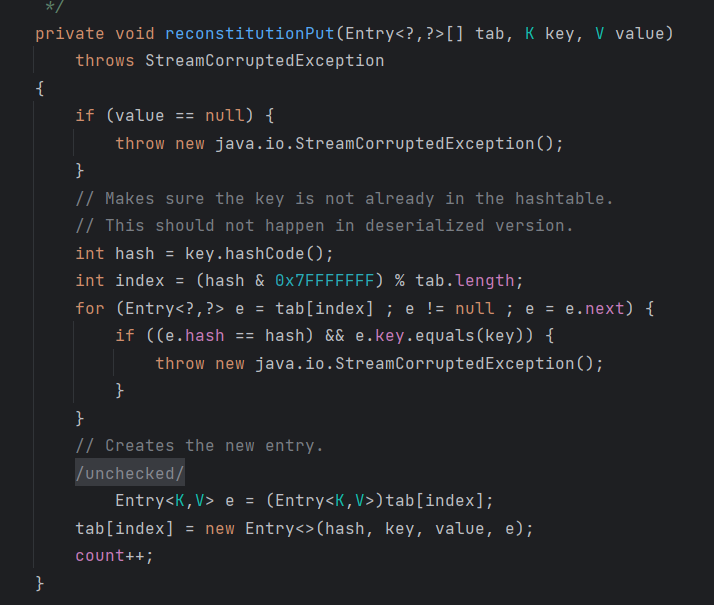 */
private void reconstitutionPut(Entry<?,?>[] tab, K key, V value)
throws StreamCorruptedException
{
if (value == null) {
throw new java.io.StreamCorruptedException();
}
// Makes sure the key is not already in the hashtable.
// This should not happen in deserialized version.
int hash = key.hashCode();
int index = (hash & 0x7FFFFFFF) % tab.length;
for (Entry<?,?> e = tab[index] ; e != null ; e = e.next) {
if ((e.hash == hash) && e.key.equals(key)) {
throw new java.io.StreamCorruptedException();
}
}
// Creates the new entry.
/unchecked/
Entry<K,V> e = (Entry<K,V>)tab[index];
tab[index] = new Entry<>(hash, key, value, e);
count++;
}